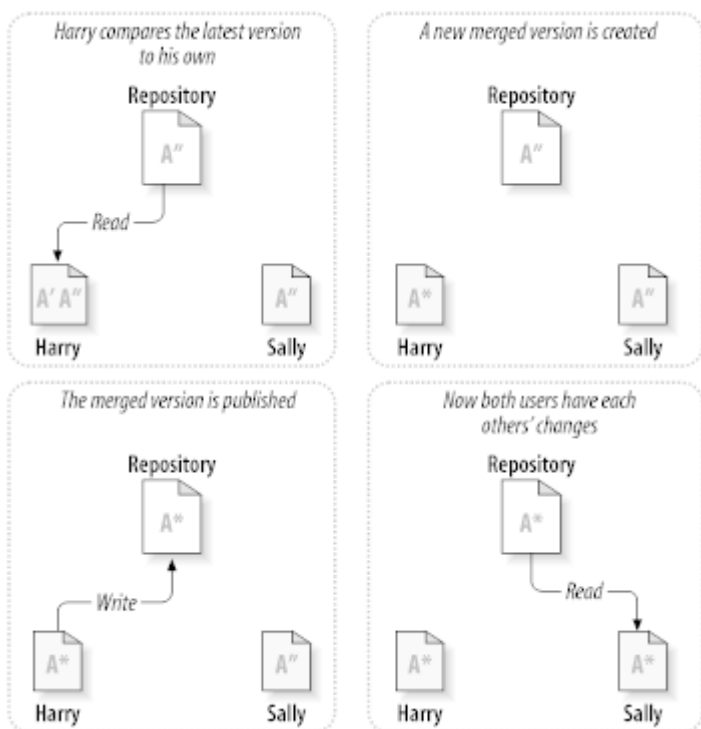 Harry compares the latest version
to his own
Repository
A″
Read
A′ A″
A″
Harry
Sally
A new merged version is created
Repository
A″
A*
A″
Harry
Sally
The merged version is published
Repository
A*
Write
A*
A″
Harry
Sally
Now both users have each
others’ changes
Repository
A*
Read
A*
A*
Harry
Sally